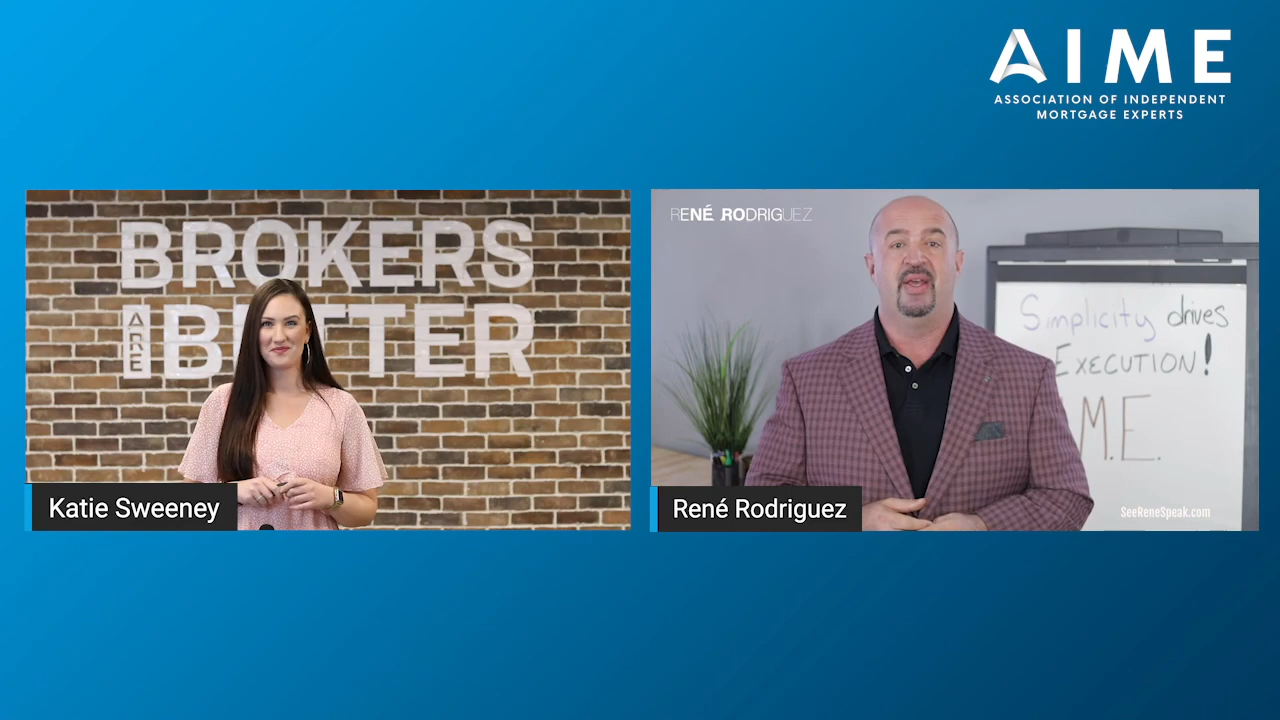 AIME
ASSOCIATION OF INDEPENDENT
MORTGAGE EXPERTS
BROKERS
ARE
B TTER
Katie Sweeney
RENÉ RODRIGUEZ
Simplicity drives
EXECUTION!
M.E.
SeeReneSpeak.com
René Rodriguez